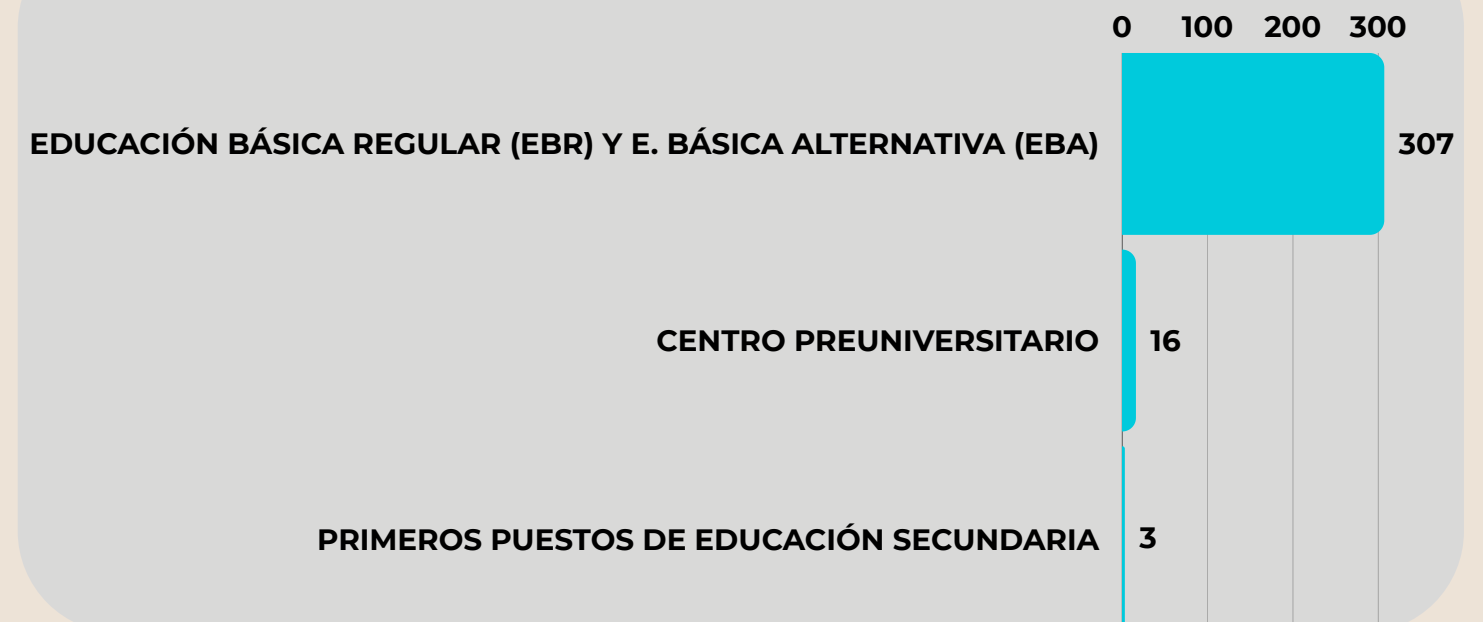 0 100 200 300
EDUCACIÓN BÁSICA REGULAR (EBR) Y E. BÁSICA ALTERNATIVA (EBA) 307
CENTRO PREUNIVERSITARIO 16
PRIMEROS PUESTOS DE EDUCACIÓN SECUNDARIA 3